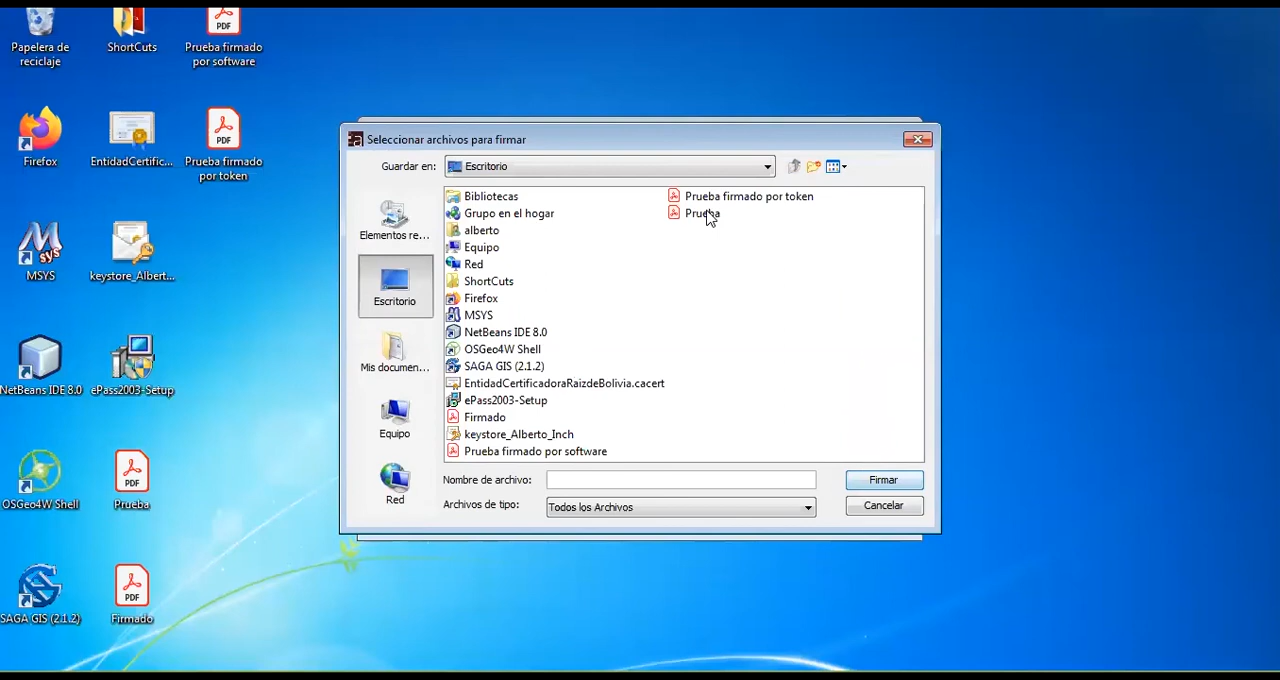 Papelera de
reciclaje
ShortCuts
Prueba firmado
por software
Firefox
EntidadCertific...
Prueba firmado
por token
MSYS
keystore_Albert...
NetBeans IDE 8.0
ePass2003-Setup
OSGeo4W Shell
Prueba
SAGA GIS (2.1.2)
Firmado
PDF
PDF
PDF
PDF
Seleccionar archivos para firmar
Guardar en:
Escritorio
Elementos re...
Escritorio
Mis documen...
Equipo
Red
Bibliotecas
Grupo en el hogar
alberto
Equipo
Red
ShortCuts
Firefox
MSYS
NetBeans IDE 8.0
OSGeo4W Shell
SAGA GIS (2.1.2)
EntidadCertificadoraRaizdeBolivia.cacert
ePass2003-Setup
Firmado
keystore_Alberto_Inch
Prueba firmado por software
Prueba firmado por token
Prueba
Nombre de archivo:
Firmar
Archivos de tipo:
Todos los Archivos
Cancelar